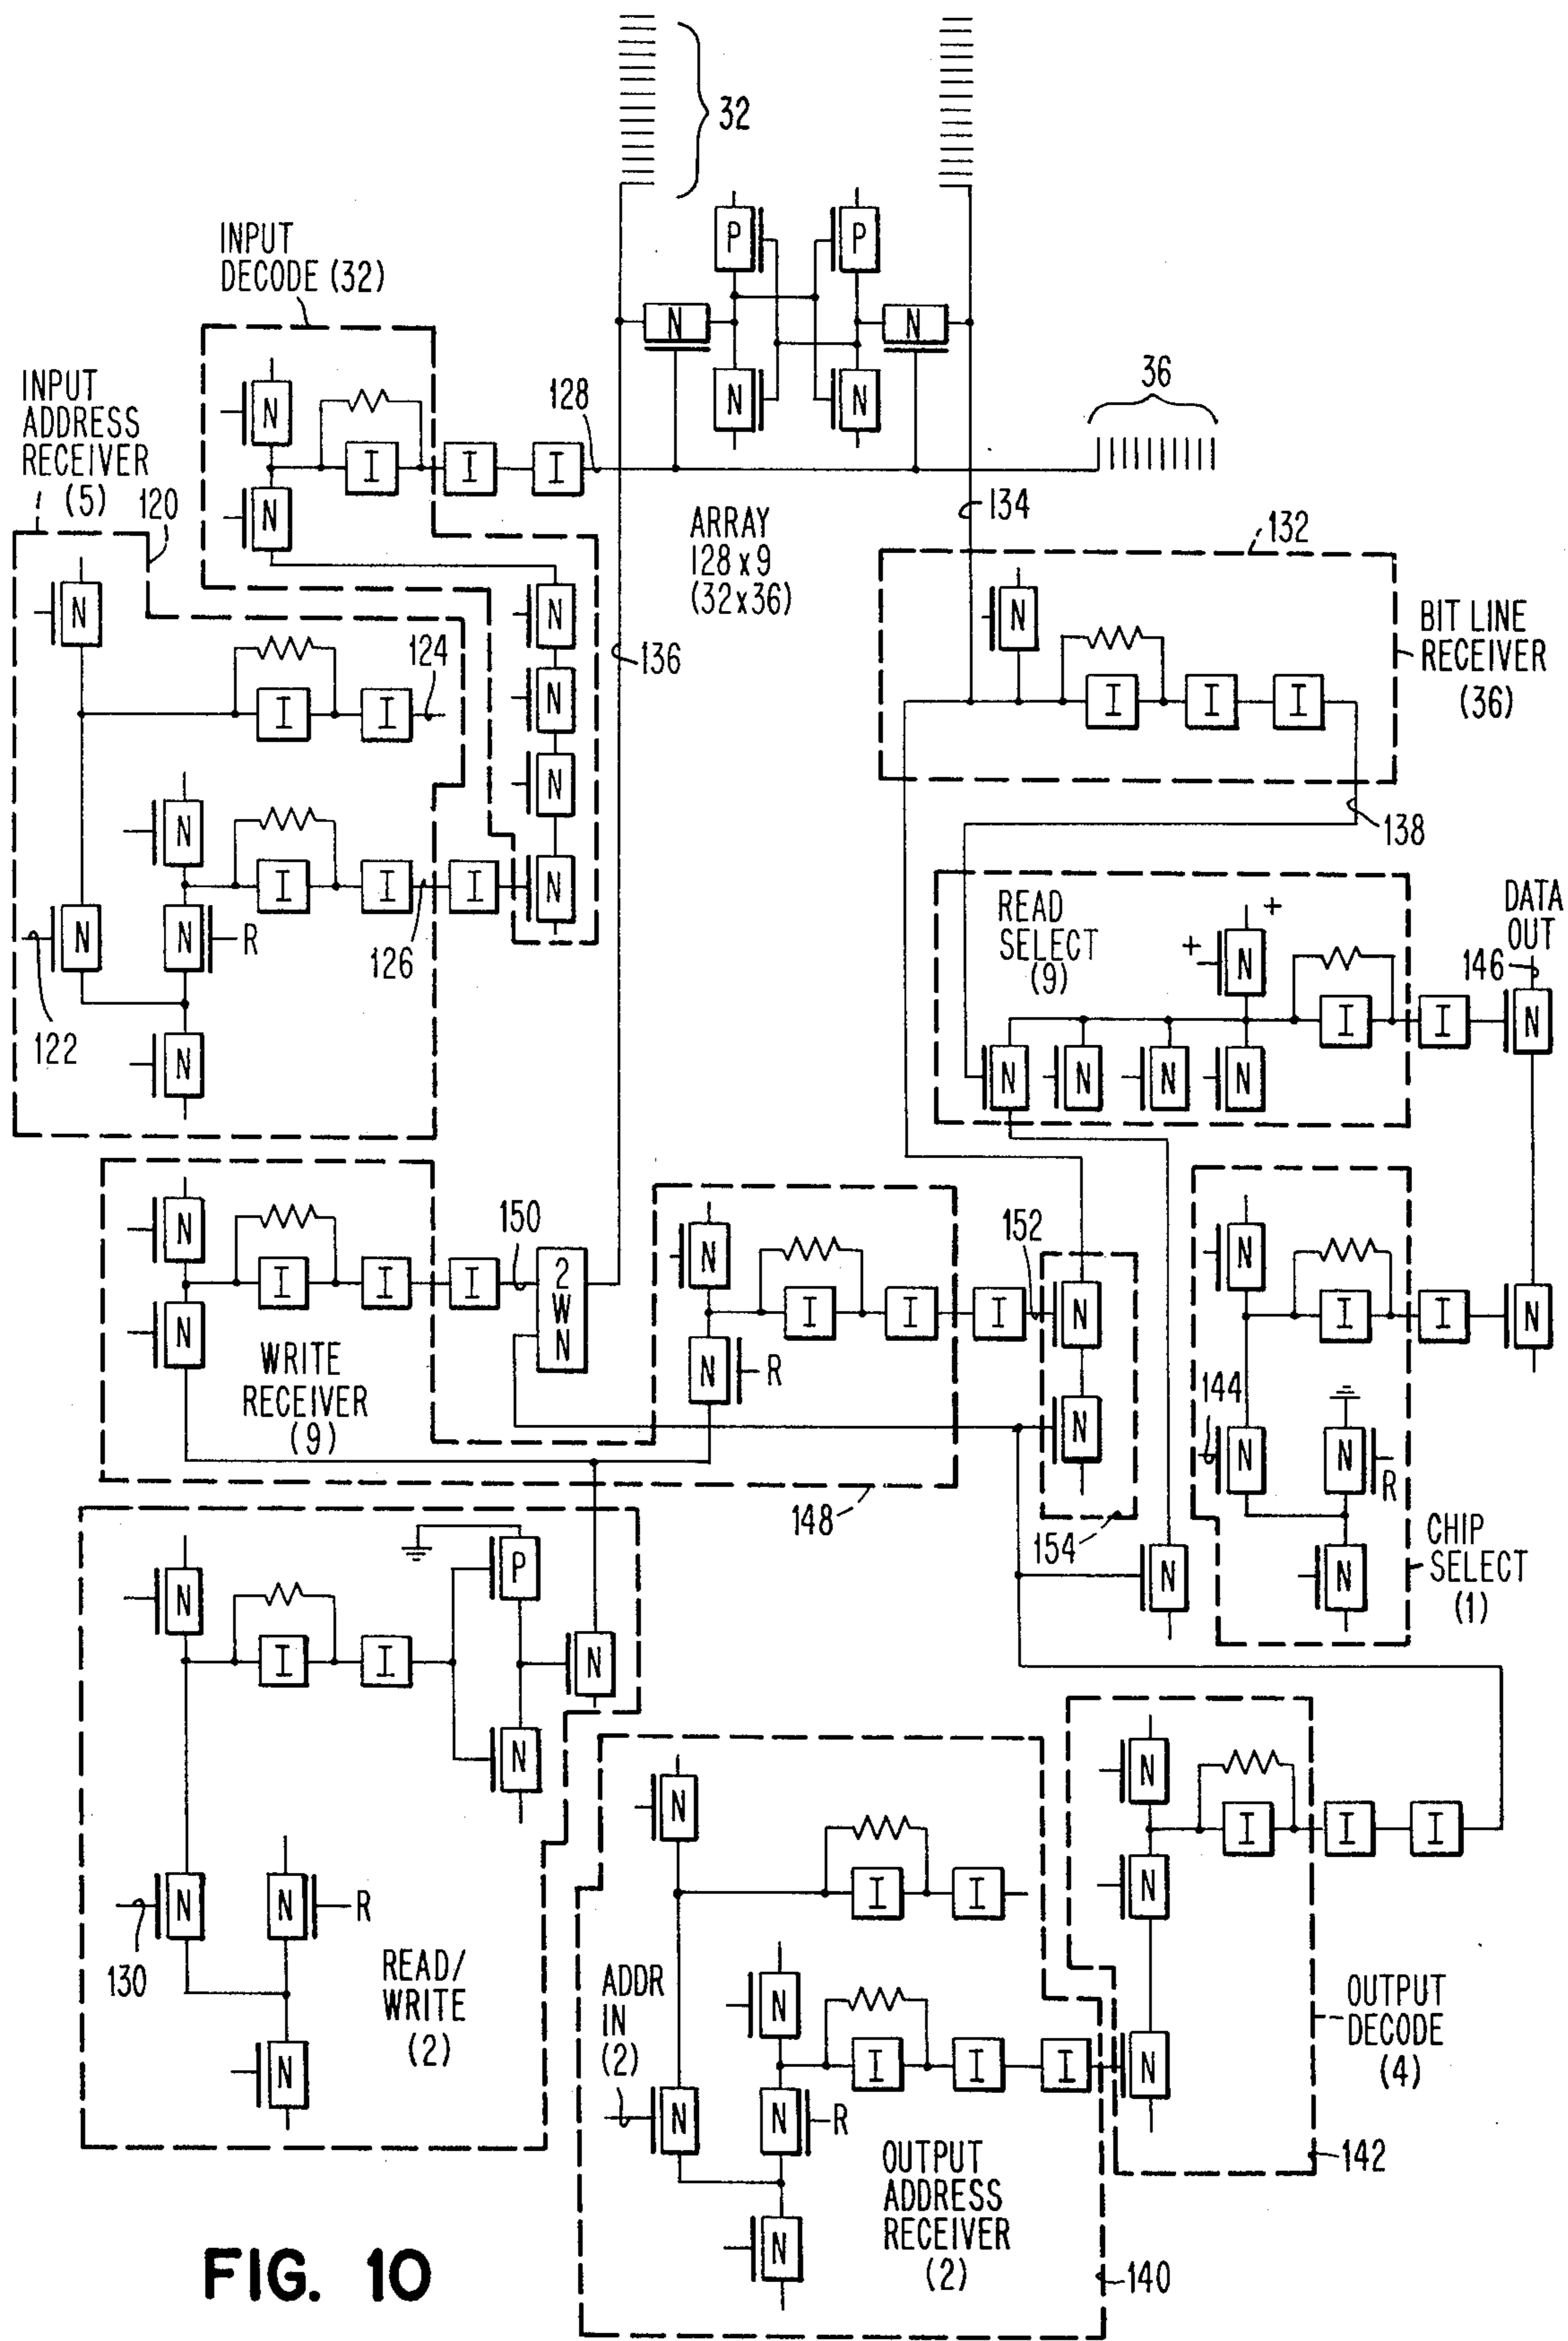 32
P
P
INPUT
DECODE (32)
N
N
N
N
INPUT
ADDRESS
RECEIVER
(5)
120
N
I
I
I
128
36
N
134
132
ARRAY
128 x 9
(32x36)
N
N
N
BIT LINE
RECEIVER
(36)
I
I
124
136
N
I
I
I
N
N
I
I
I
126
N
138
READ
SELECT
(9)
DATA
OUT
146
N
N
R
122
+
+
N
I
I
N
N
N
N
N
N
N
I
I
I
150
2
W
N
N
I
I
I
152
N
N
I
I
N
N
WRITE
RECEIVER
(9)
N
R
N
144
N
N
R
148
154
CHIP
SELECT
(1)
N
I
I
P
N
N
N
N
130
N
N
R
READ/
WRITE
(2)
N
N
I
I
ADDR
IN
(2)
N
I
I
I
N
N
R
N
OUTPUT
ADDRESS
RECEIVER
(2)
140
N
I
I
I
N
N
OUTPUT
DECODE
(4)
142
FIG. 10